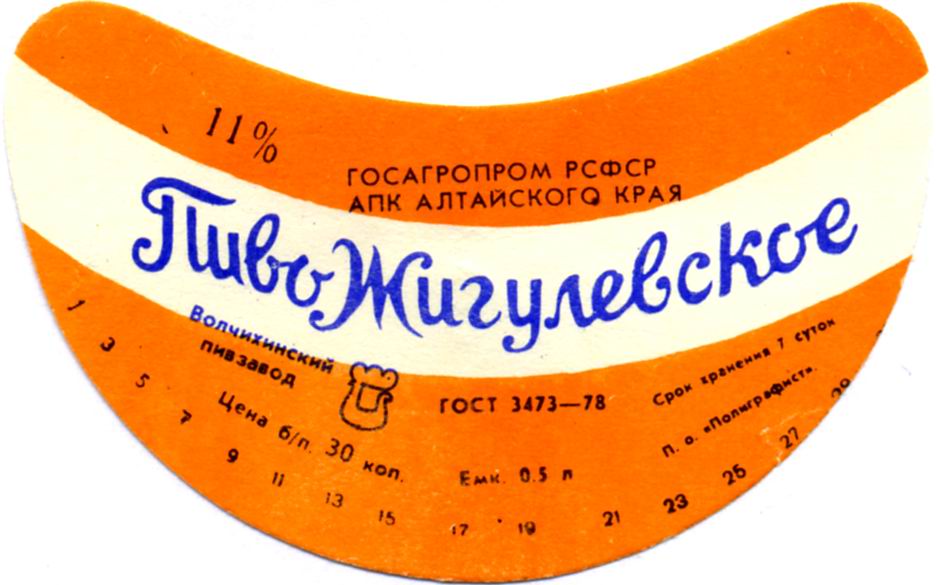 11%
ГОСАГРОПРОМ РСФСР
АПК АЛТАЙСКОГО КРАЯ
Пиво Жигулевское
Волчихинский
пивзавод
Цена б/п. 30 коп.
ГОСТ 3473—78
Емк. 0.5 л
Срок хранения 7 суток
П. о. «Полиграфист».
1 3 5 7 9 11 13 15 17 19 21 23 25 27 29